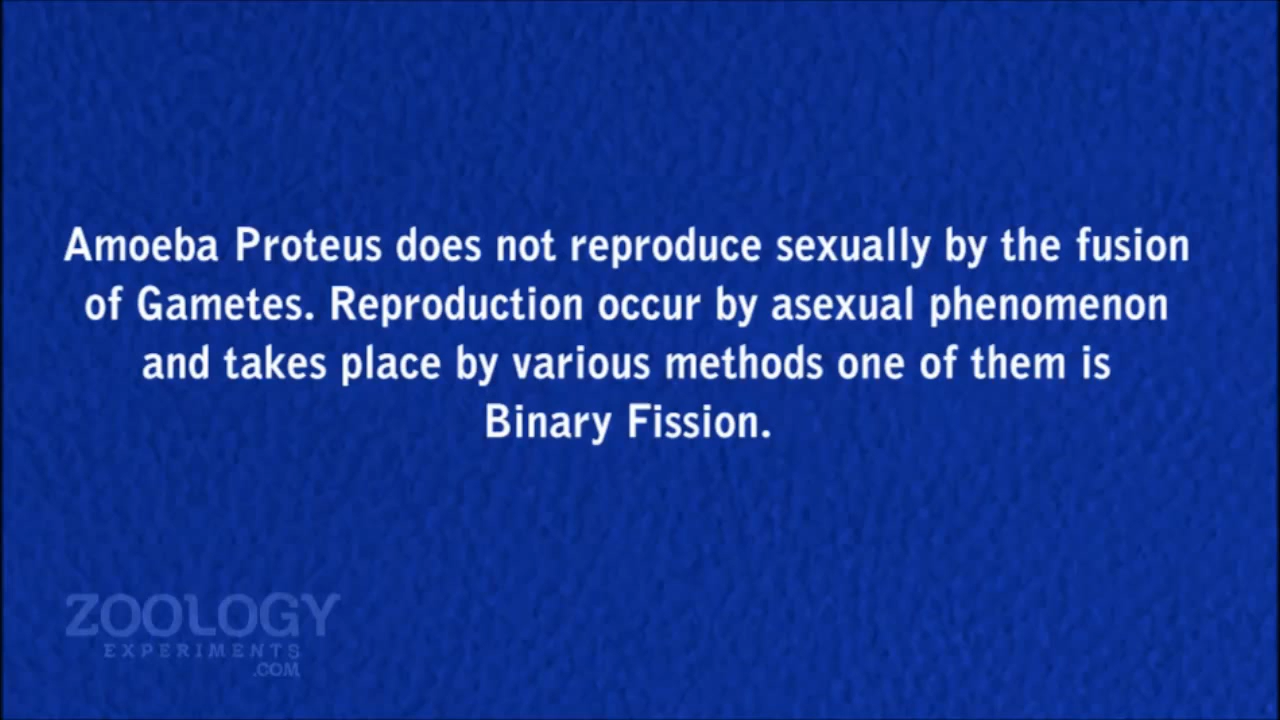 Amoeba Proteus does not reproduce sexually by the fusion
of Gametes. Reproduction occur by asexual phenomenon
and takes place by various methods one of them is
Binary Fission.
ZOOLOGY
EXPERIMENTS
.COM